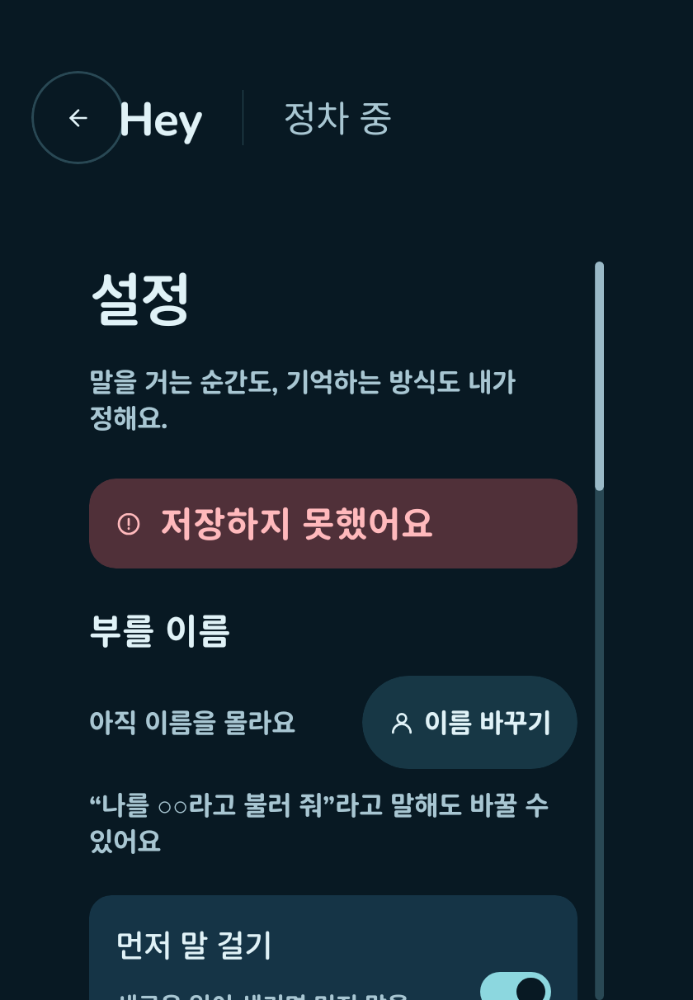 Hey
정차 중
설정
말을 거는 순간도, 기억하는 방식도 내가
정해요.
저장하지 못했어요
부를 이름
아직 이름을 몰라요
이름 바꾸기
“나를 ○○라고 불러 줘”라고 말해도 바꿀 수
있어요
먼저 말 걸기